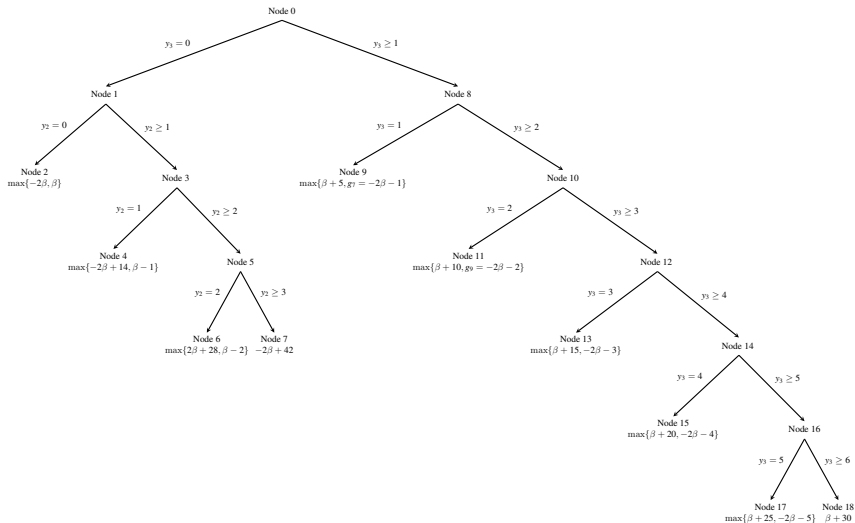 Node 0
y₃ = 0
y₃ ≥ 1
Node 1
Node 8
y₂ = 0
y₂ ≥ 1
y₃ = 1
y₃ ≥ 2
Node 2
max{−2β, β}
Node 3
Node 9
max{β + 5, g₇ = −2β − 1}
Node 10
y₂ = 1
y₂ ≥ 2
y₃ = 2
y₃ ≥ 3
Node 4
max{−2β + 14, β − 1}
Node 5
Node 11
max{β + 10, g₉ = −2β − 2}
Node 12
y₂ = 2
y₂ ≥ 3
y₃ = 3
y₃ ≥ 4
Node 6
max{2β + 28, β − 2}
Node 7
−2β + 42
Node 13
max{β + 15, −2β − 3}
Node 14
y₃ = 4
y₃ ≥ 5
Node 15
max{β + 20, −2β − 4}
Node 16
y₃ = 5
y₃ ≥ 6
Node 17
max{β + 25, −2β − 5}
Node 18
β + 30